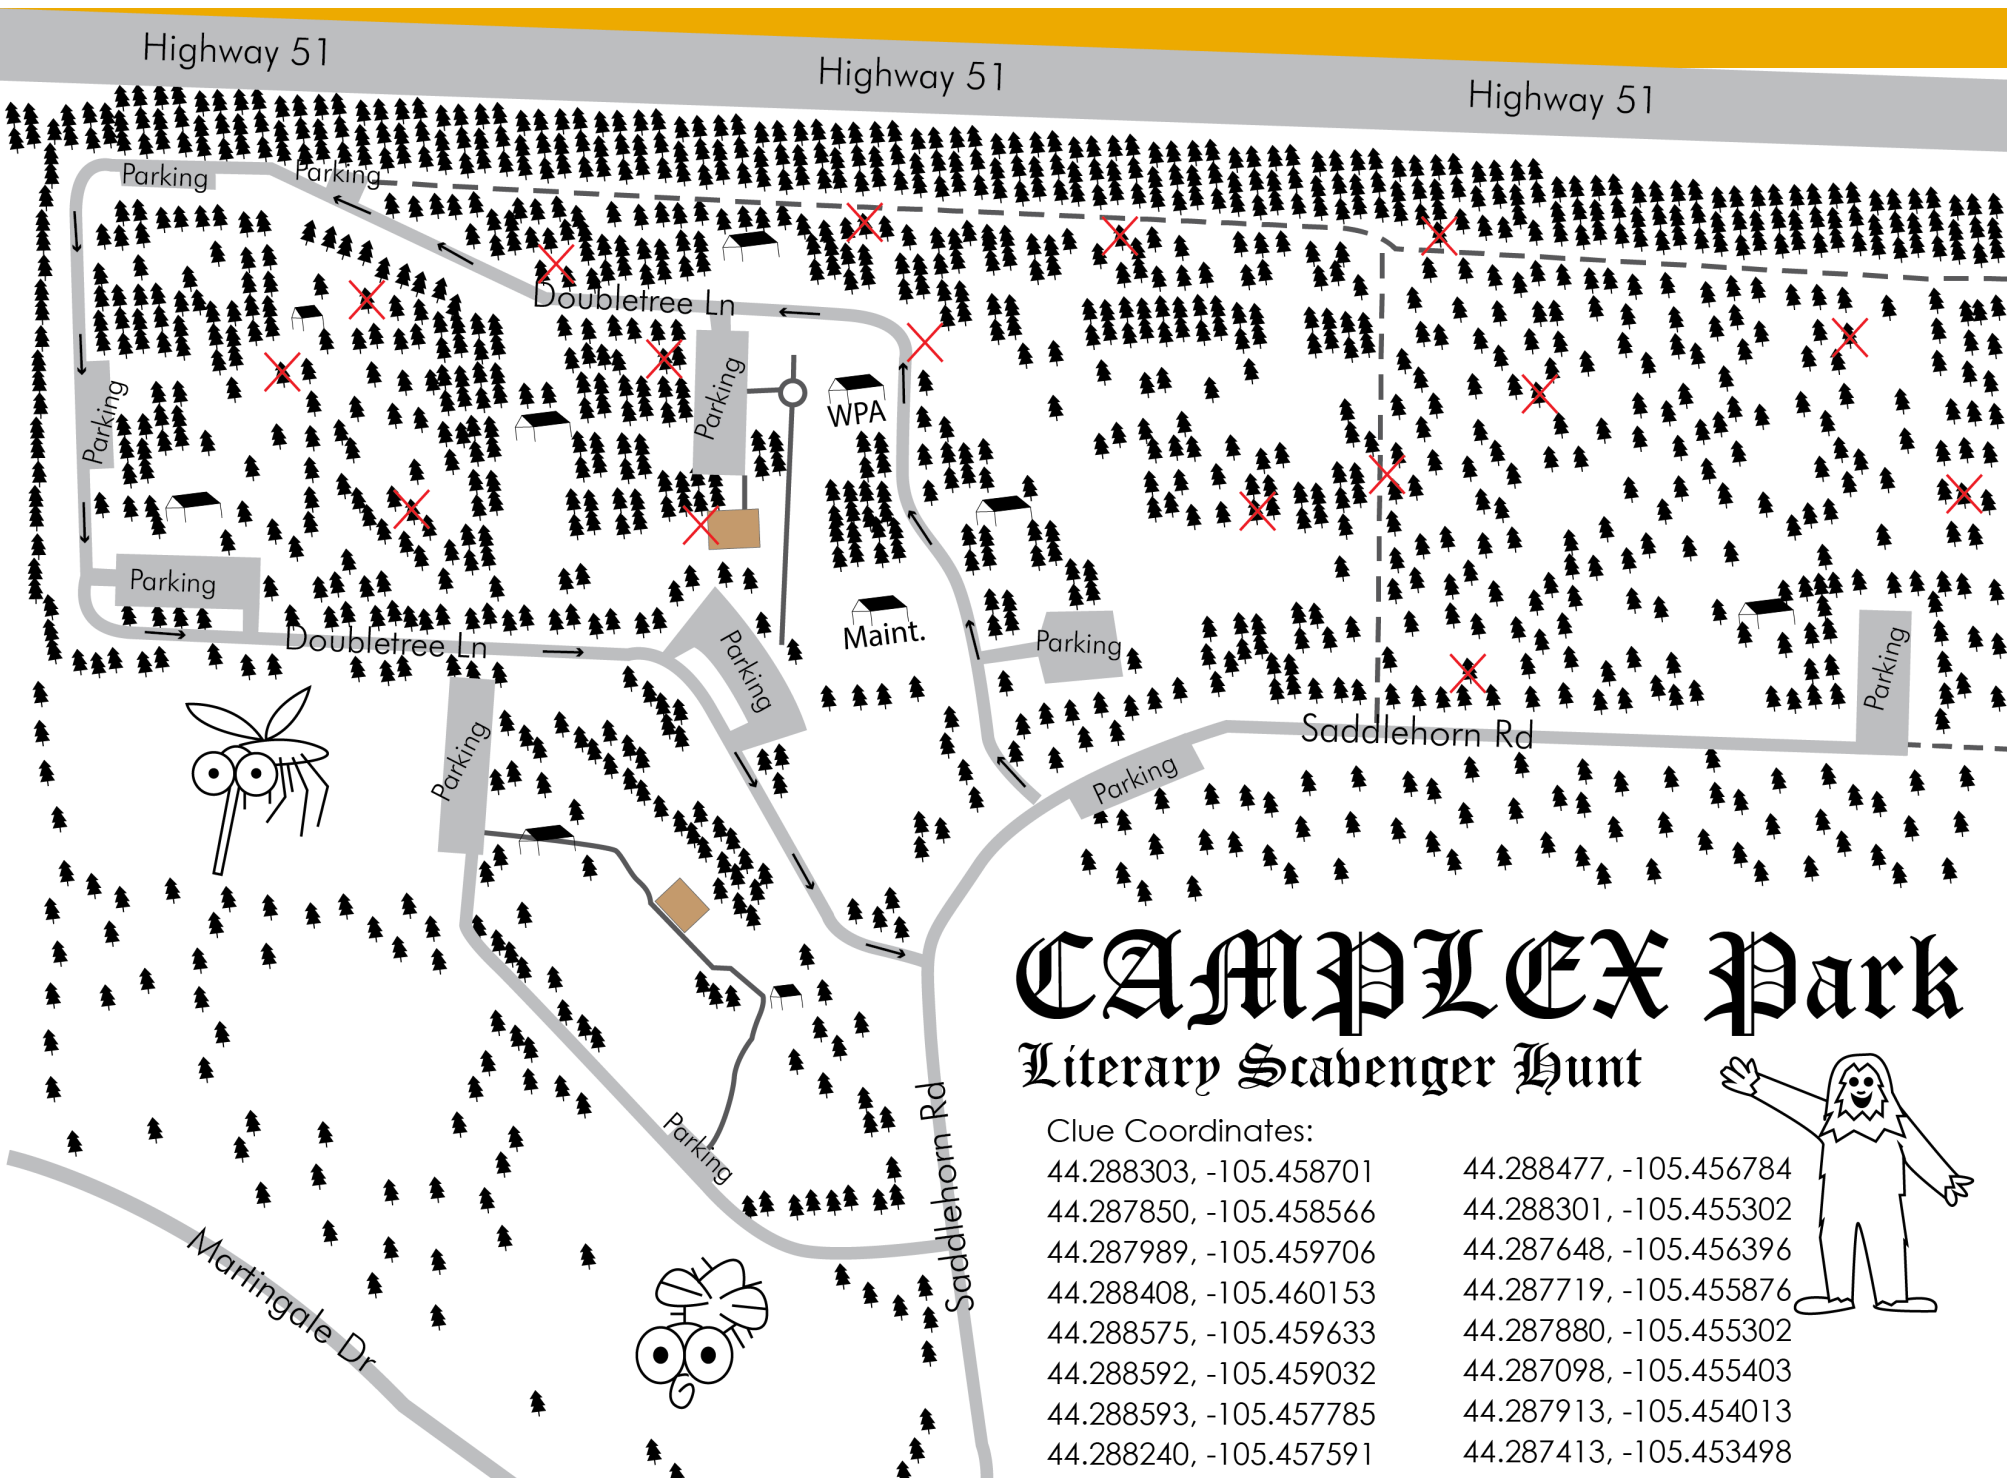 Highway 51
Highway 51
Highway 51
Parking
Parking
Doubletree Ln
Parking
Parking
WPA
Parking
Maint.
Parking
Doubletree Ln
Parking
Parking
Parking
Saddlehorn Rd
Parking
Parking
CAMPLEX Park
Literary Scavenger Hunt
Clue Coordinates:
44.288303, -105.458701
44.287850, -105.458566
44.287989, -105.459706
44.288408, -105.460153
44.288575, -105.459633
44.288592, -105.459032
44.288593, -105.457785
44.288240, -105.457591
44.288477, -105.456784
44.288301, -105.455302
44.287648, -105.456396
44.287719, -105.455876
44.287880, -105.455302
44.287098, -105.455403
44.287913, -105.454013
44.287413, -105.453498
Parking
Saddlehorn Rd
Martingale Dr